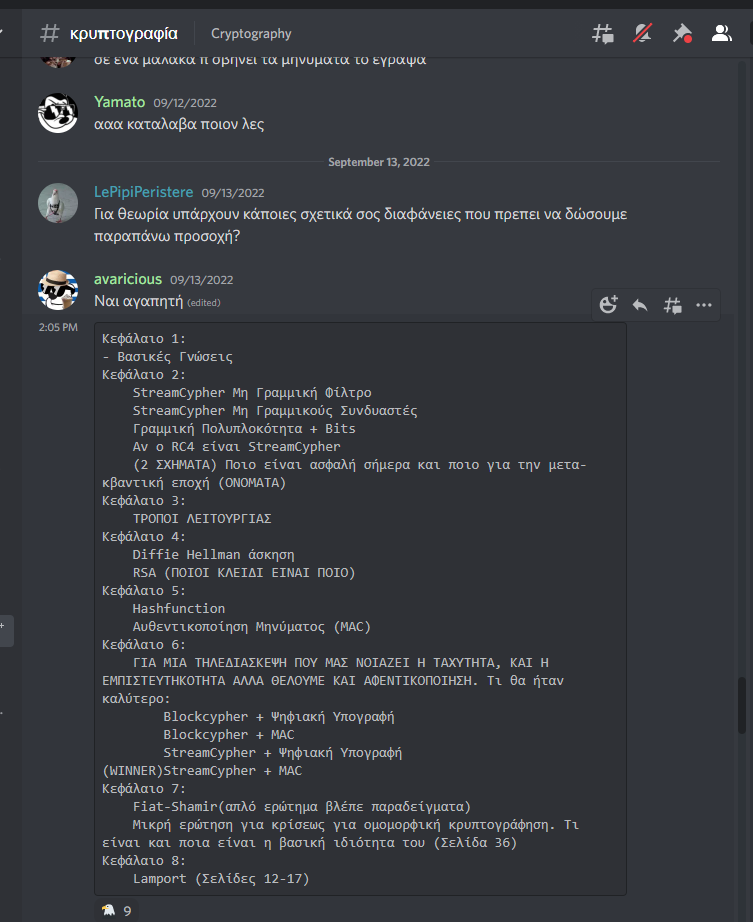 κρυπτογραφία Cryptography
σε ενα μαλακα π σβηνει τα μηνυματα το εγραψα
Yamato 09/12/2022
ααα καταλαβα ποιον λες
September 13, 2022
LePipiPeristere 09/13/2022
Για θεωρία υπάρχουν κάποιες σχετικά σος διαφάνειες που πρεπει να δώσουμε
παραπάνω προσοχή?
avaricious 09/13/2022
Ναι αγαπητή (edited)
2:05 PM
Κεφάλαιο 1:
- Βασικές Γνώσεις
Κεφάλαιο 2:
StreamCypher Μη Γραμμική Φίλτρο
StreamCypher Μη Γραμμικούς Συνδυαστές
Γραμμική Πολυπλοκότητα + Bits
Αν ο RC4 είναι StreamCypher
(2 ΣΧΗΜΑΤΑ) Ποιο είναι ασφαλή σήμερα και ποιο για την μετα-
κβαντική εποχή (ΟΝΟΜΑΤΑ)
Κεφάλαιο 3:
ΤΡΟΠΟΙ ΛΕΙΤΟΥΡΓΙΑΣ
Κεφάλαιο 4:
Diffie Hellman άσκηση
RSA (ΠΟΙΟΙ ΚΛΕΙΔΙ ΕΙΝΑΙ ΠΟΙΟ)
Κεφάλαιο 5:
Hashfunction
Αυθεντικοποίηση Μηνύματος (MAC)
Κεφάλαιο 6:
ΓΙΑ ΜΙΑ ΤΗΛΕΔΙΑΣΚΕΨΗ ΠΟΥ ΜΑΣ ΝΟΙΑΖΕΙ Η ΤΑΧΥΤΗΤΑ, ΚΑΙ Η
ΕΜΠΙΣΤΕΥΤΗΚΟΤΗΤΑ ΑΛΛΑ ΘΕΛΟΥΜΕ ΚΑΙ ΑΦΕΝΤΙΚΟΠΟΙΗΣΗ. Τι θα ήταν
καλύτερο:
Blockcypher + Ψηφιακή Υπογραφή
Blockcypher + MAC
StreamCypher + Ψηφιακή Υπογραφή
(WINNER)StreamCypher + MAC
Κεφάλαιο 7:
Fiat-Shamir(απλό ερώτημα βλέπε παραδείγματα)
Μικρή ερώτηση για κρίσεως για ομομορφική κρυπτογράφηση. Τι
είναι και ποια είναι η βασική ιδιότητα του (Σελίδα 36)
Κεφάλαιο 8:
Lamport (Σελίδες 12-17)
9